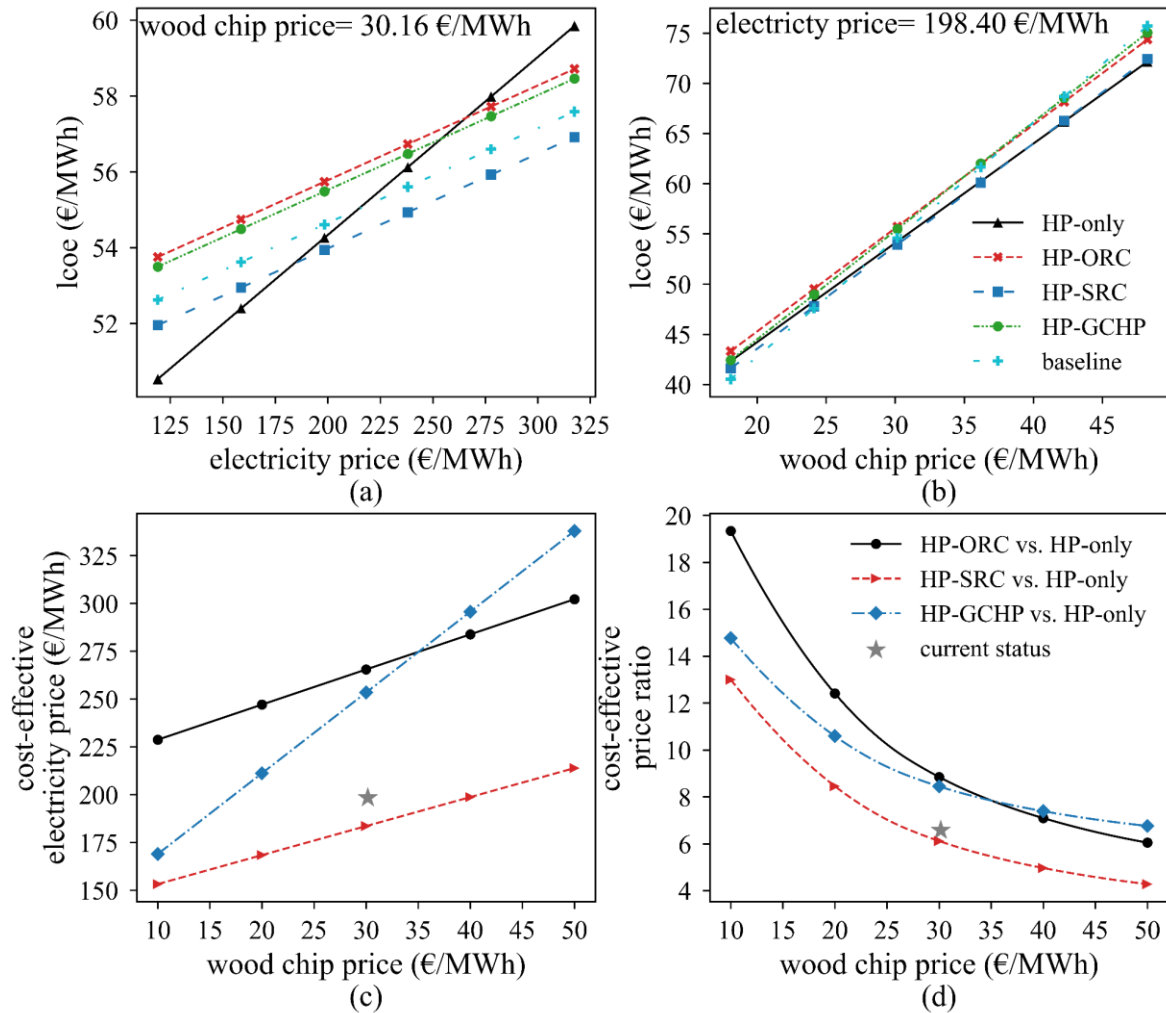 wood chip price= 30.16 €/MWh
60
58
56
54
52
lcoe (€/MWh)
125 150 175 200 225 250 275 300 325
electricity price (€/MWh)
(a)
electricty price= 198.40 €/MWh
75
70
65
60
55
50
45
40
lcoe (€/MWh)
HP-only
HP-ORC
HP-SRC
HP-GCHP
baseline
20 25 30 35 40 45
wood chip price (€/MWh)
(b)
325
300
275
250
225
200
175
150
cost-effective
electricity price (€/MWh)
10 15 20 25 30 35 40 45 50
wood chip price (€/MWh)
(c)
20
18
16
14
12
10
8
6
4
cost-effective
price ratio
HP-ORC vs. HP-only
HP-SRC vs. HP-only
HP-GCHP vs. HP-only
current status
10 15 20 25 30 35 40 45 50
wood chip price (€/MWh)
(d)